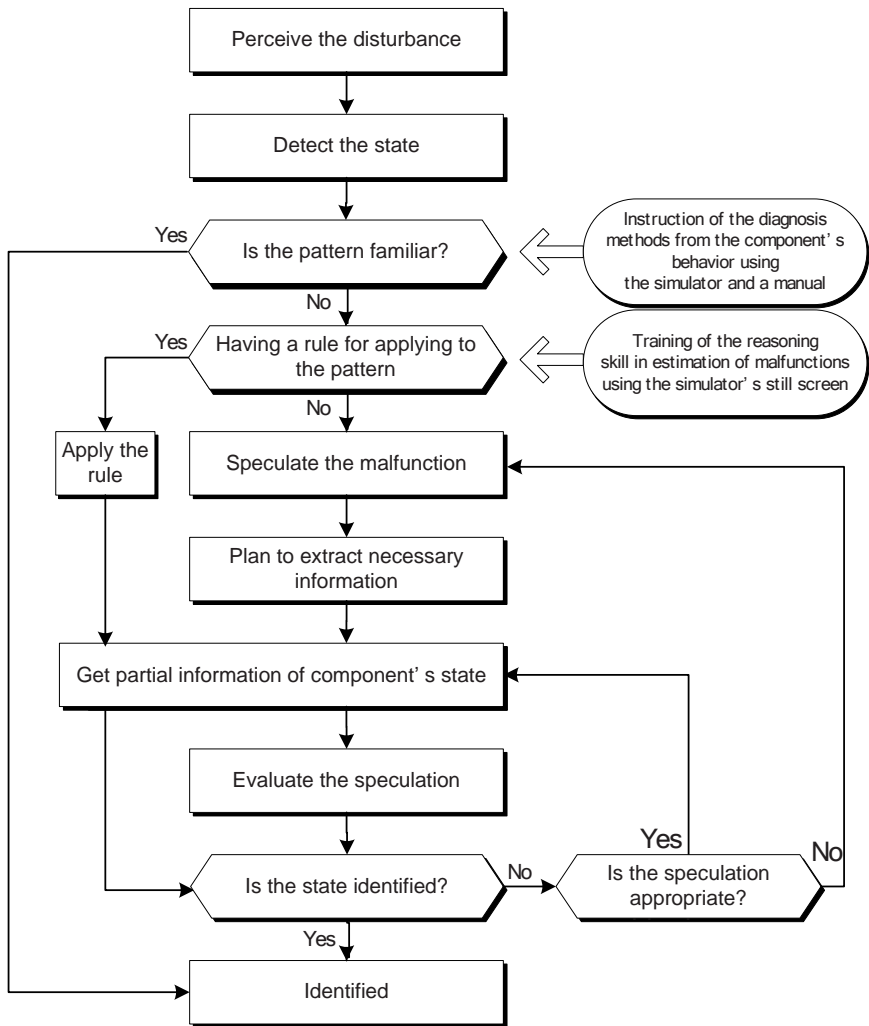 Perceive the disturbance
Detect the state
Yes
Is the pattern familiar?
Instruction of the diagnosis
methods from the component’ s
behavior using
the simulator and a manual
No
Yes
Having a rule for applying to
the pattern
Training of the reasoning
skill in estimation of malfunctions
using the simulator’ s still screen
No
Apply the
rule
Speculate the malfunction
Plan to extract necessary
information
Get partial information of component’ s state
Evaluate the speculation
Yes
No
Is the state identified?
No
Is the speculation
appropriate?
Yes
Identified